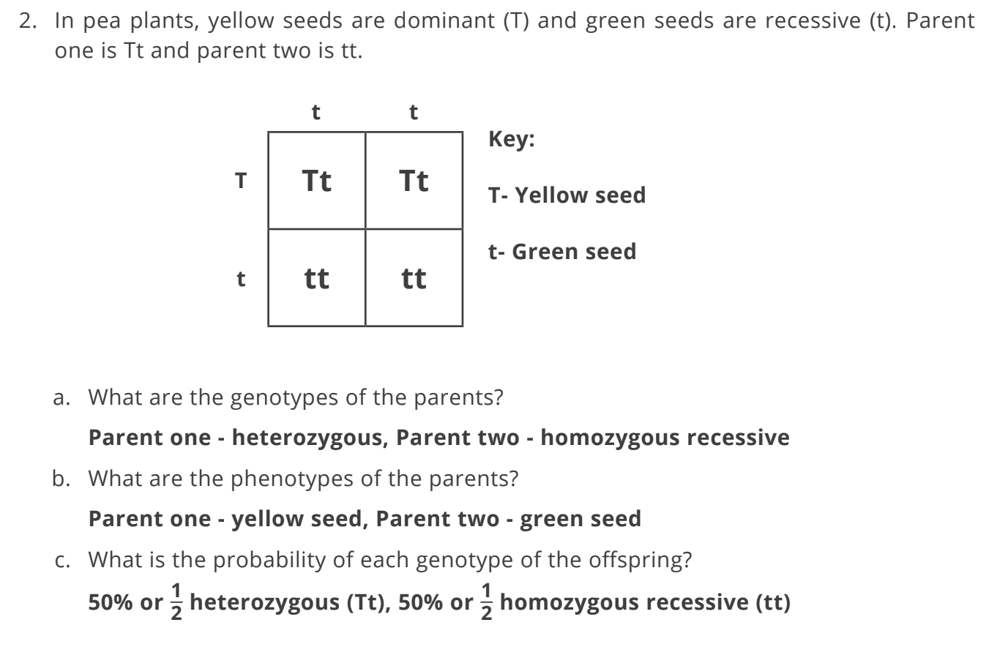 2. In pea plants, yellow seeds are dominant (T) and green seeds are recessive (t). Parent
one is Tt and parent two is tt.
t t
Key:
T Tt Tt
T- Yellow seed
t- Green seed
t tt tt
a. What are the genotypes of the parents?
Parent one - heterozygous, Parent two - homozygous recessive
b. What are the phenotypes of the parents?
Parent one - yellow seed, Parent two - green seed
c. What is the probability of each genotype of the offspring?
50% or 1/2 heterozygous (Tt), 50% or 1/2 homozygous recessive (tt)